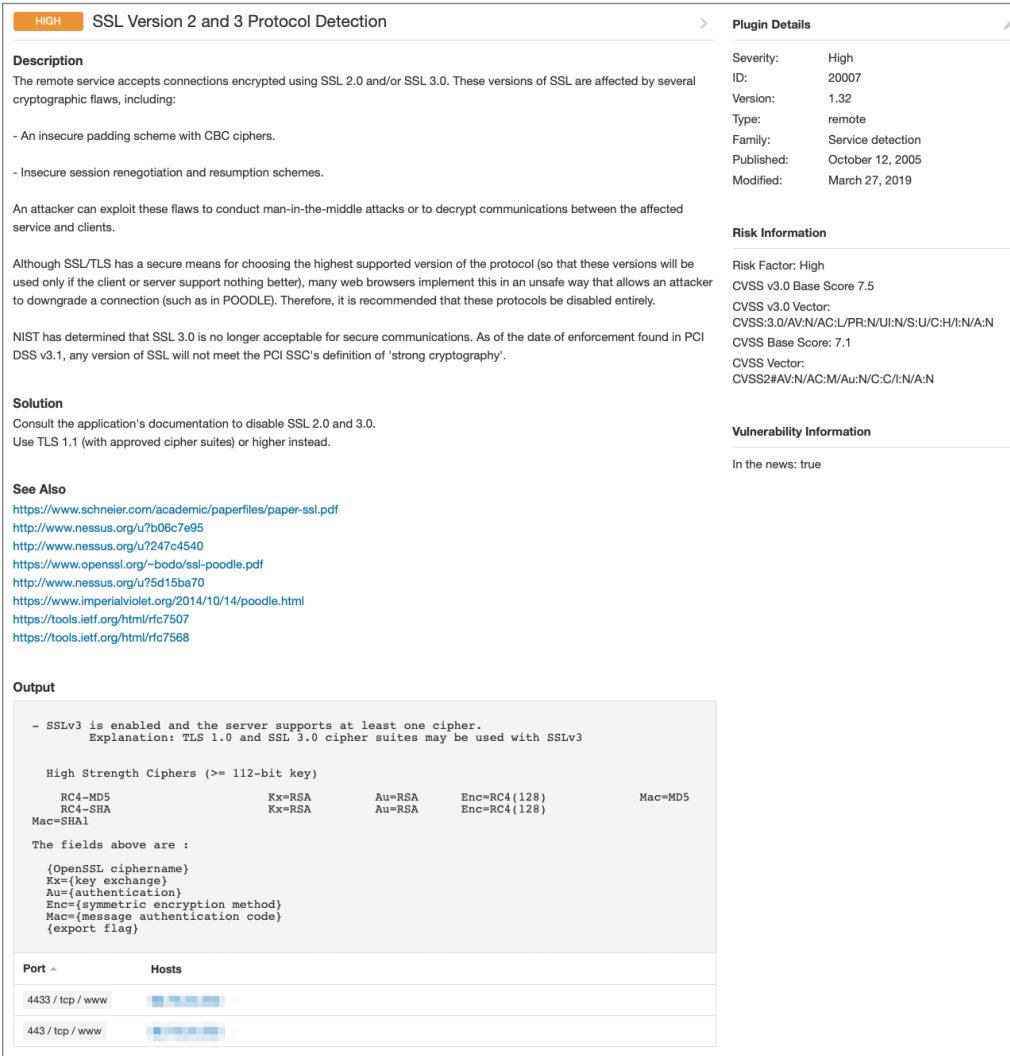 HIGH SSL Version 2 and 3 Protocol Detection
Description
The remote service accepts connections encrypted using SSL 2.0 and/or SSL 3.0. These versions of SSL are affected by several
cryptographic flaws, including:
- An insecure padding scheme with CBC ciphers.
- Insecure session renegotiation and resumption schemes.
An attacker can exploit these flaws to conduct man-in-the-middle attacks or to decrypt communications between the affected
service and clients.
Although SSL/TLS has a secure means for choosing the highest supported version of the protocol (so that these versions will be
used only if the client or server support nothing better), many web browsers implement this in an unsafe way that allows an attacker
to downgrade a connection (such as in POODLE). Therefore, it is recommended that these protocols be disabled entirely.
NIST has determined that SSL 3.0 is no longer acceptable for secure communications. As of the date of enforcement found in PCI
DSS v3.1, any version of SSL will not meet the PCI SSC's definition of 'strong cryptography'.
Solution
Consult the application's documentation to disable SSL 2.0 and 3.0.
Use TLS 1.1 (with approved cipher suites) or higher instead.
See Also
https://www.schneier.com/academic/paperfiles/paper-ssl.pdf
http://www.nessus.org/u?b06c7e95
http://www.nessus.org/u?247c4540
https://www.openssl.org/~bodo/ssl-poodle.pdf
http://www.nessus.org/u?5d15ba70
https://www.imperialviolet.org/2014/10/14/poodle.html
https://tools.ietf.org/html/rfc7507
https://tools.ietf.org/html/rfc7568
Output
- SSLv3 is enabled and the server supports at least one cipher.
Explanation: TLS 1.0 and SSL 3.0 cipher suites may be used with SSLv3
High Strength Ciphers (>= 112-bit key)
RC4-MD5 Kx=RSA Au=RSA Enc=RC4(128) Mac=MD5
RC4-SHA Kx=RSA Au=RSA Enc=RC4(128)
Mac=SHA1
The fields above are :
{OpenSSL ciphername}
Kx={key exchange}
Au={authentication}
Enc={symmetric encryption method}
Mac={message authentication code}
{export flag}
Port Hosts
4433 / tcp / www
443 / tcp / www
Plugin Details
Severity: High
ID: 20007
Version: 1.32
Type: remote
Family: Service detection
Published: October 12, 2005
Modified: March 27, 2019
Risk Information
Risk Factor: High
CVSS v3.0 Base Score 7.5
CVSS v3.0 Vector:
CVSS:3.0/AV:N/AC:L/PR:N/UI:N/S:U/C:H/I:N/A:N
CVSS Base Score: 7.1
CVSS Vector:
CVSS2#AV:N/AC:M/Au:N/C:C/I:N/A:N
Vulnerability Information
In the news: true